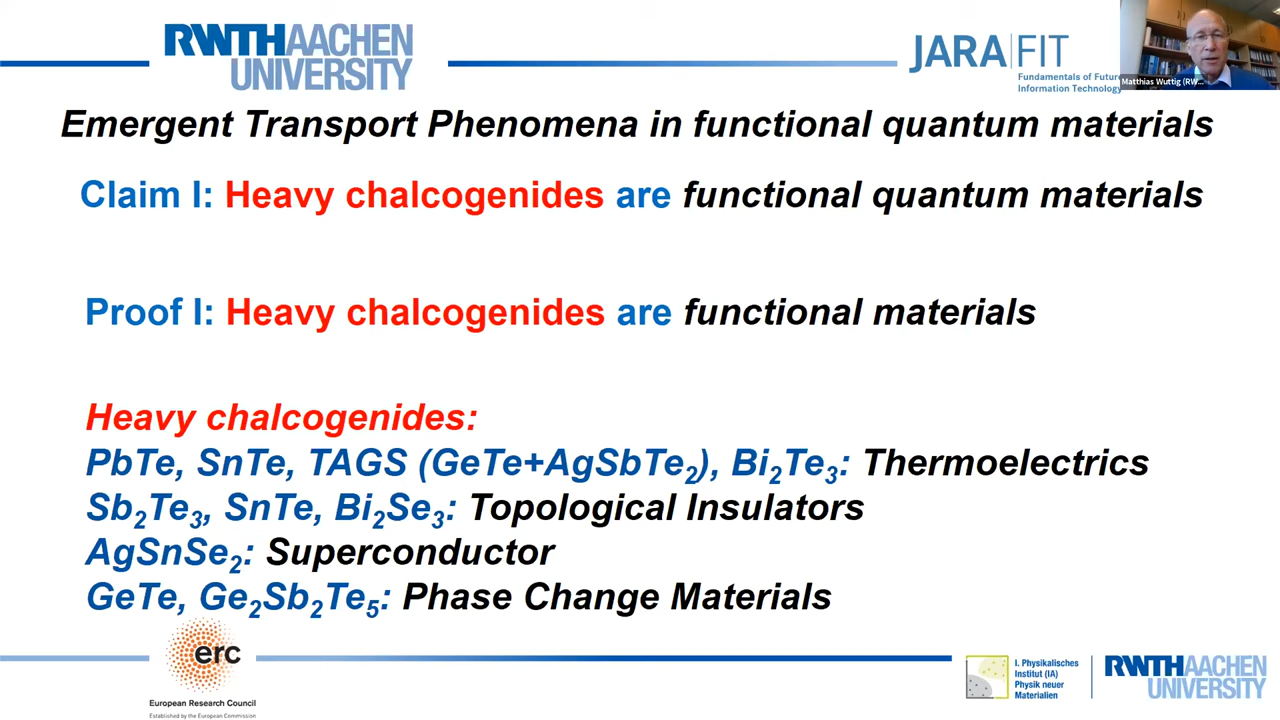 RWTHAACHEN
UNIVERSITY
JARA|FIT
Fundamentals of Future
Information Technology
Matthias Wuttig (RW...
Emergent Transport Phenomena in functional quantum materials
Claim I: Heavy chalcogenides are functional quantum materials
Proof I: Heavy chalcogenides are functional materials
Heavy chalcogenides:
PbTe, SnTe, TAGS (GeTe+AgSbTe₂), Bi₂Te₃: Thermoelectrics
Sb₂Te₃, SnTe, Bi₂Se₃: Topological Insulators
AgSnSe₂: Superconductor
GeTe, Ge₂Sb₂Te₅: Phase Change Materials
erc
European Research Council
Established by the European Commission
I. Physikalisches
Institut (IA)
Physik neuer
Materialien
RWTHAACHEN
UNIVERSITY